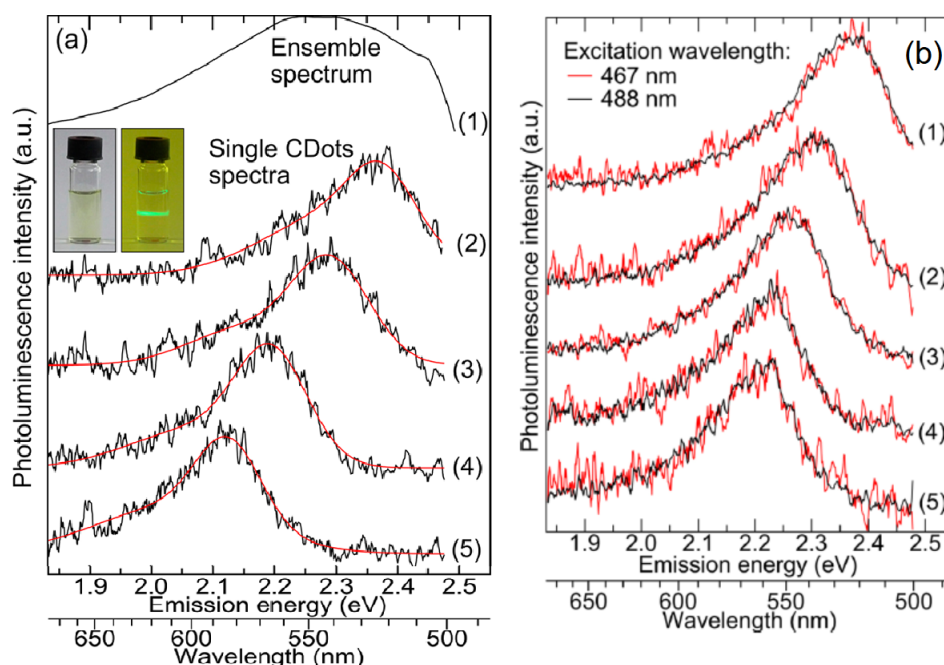 (a)
Ensemble
spectrum
(1)
Single CDots
spectra
(2)
(3)
(4)
(5)
Photoluminescence intensity (a.u.)
1.9 2.0 2.1 2.2 2.3 2.4 2.5
Emission energy (eV)
650 600 550 500
Wavelength (nm)
(b)
Excitation wavelength:
467 nm
488 nm
(1)
(2)
(3)
(4)
(5)
Photoluminescence intensity (a.u.)
1.9 2.0 2.1 2.2 2.3 2.4 2.5
Emission energy (eV)
650 600 550 500
Wavelength (nm)